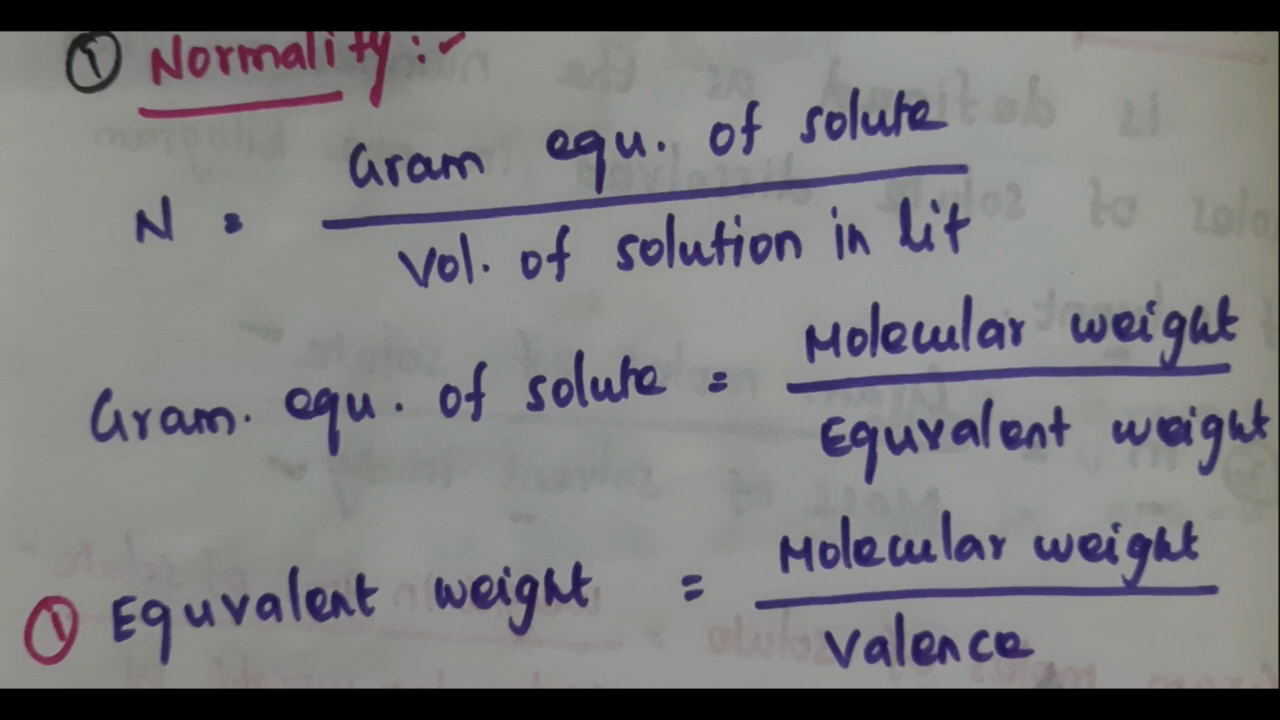 ① Normality:-
N = Gram equ. of solute
Vol. of solution in lit
Gram. equ. of solute = Molecular weight
Equvalent weight
① Equvalent weight = Molecular weight
Valence